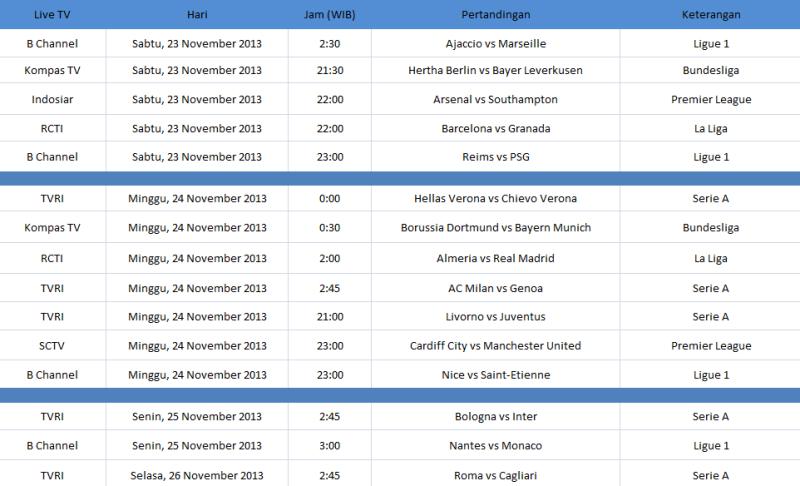 Live TV Hari Jam (WIB) Pertandingan Keterangan
B Channel Sabtu, 23 November 2013 2:30 Ajaccio vs Marseille Ligue 1
Kompas TV Sabtu, 23 November 2013 21:30 Hertha Berlin vs Bayer Leverkusen Bundesliga
Indosiar Sabtu, 23 November 2013 22:00 Arsenal vs Southampton Premier League
RCTI Sabtu, 23 November 2013 22:00 Barcelona vs Granada La Liga
B Channel Sabtu, 23 November 2013 23:00 Reims vs PSG Ligue 1
TVRI Minggu, 24 November 2013 0:00 Hellas Verona vs Chievo Verona Serie A
Kompas TV Minggu, 24 November 2013 0:30 Borussia Dortmund vs Bayern Munich Bundesliga
RCTI Minggu, 24 November 2013 2:00 Almeria vs Real Madrid La Liga
TVRI Minggu, 24 November 2013 2:45 AC Milan vs Genoa Serie A
TVRI Minggu, 24 November 2013 21:00 Livorno vs Juventus Serie A
SCTV Minggu, 24 November 2013 23:00 Cardiff City vs Manchester United Premier League
B Channel Minggu, 24 November 2013 23:00 Nice vs Saint-Etienne Ligue 1
TVRI Senin, 25 November 2013 2:45 Bologna vs Inter Serie A
B Channel Senin, 25 November 2013 3:00 Nantes vs Monaco Ligue 1
TVRI Selasa, 26 November 2013 2:45 Roma vs Cagliari Serie A